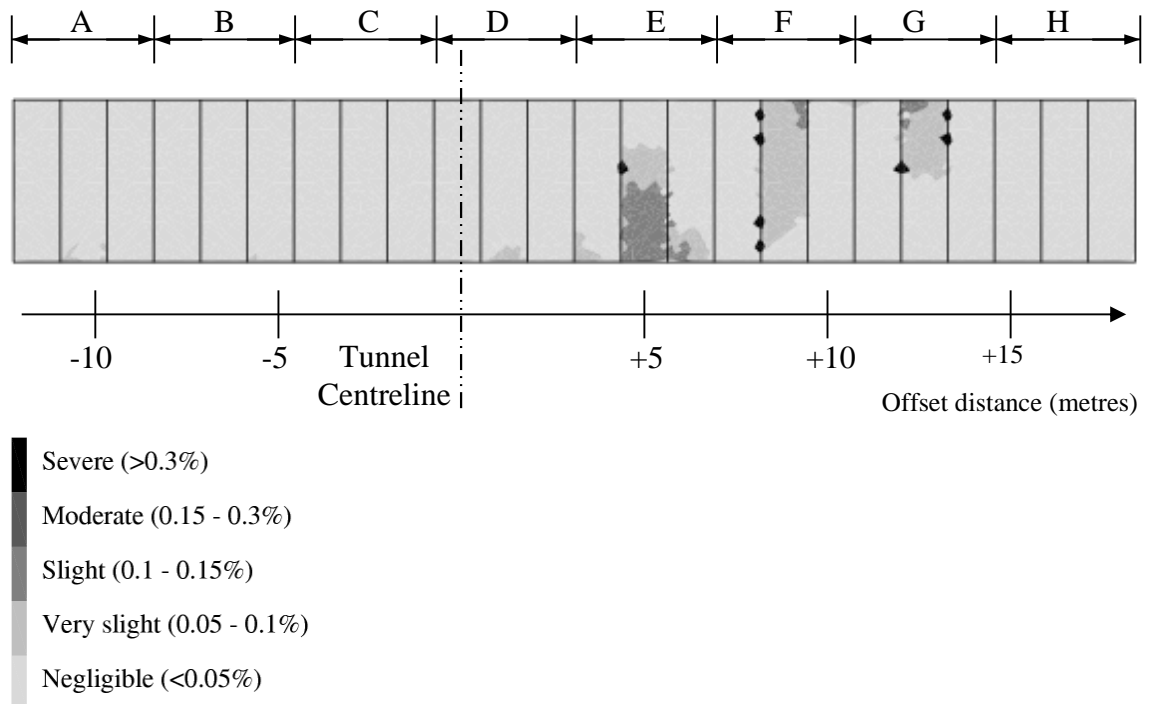 A B C D E F G H
-10 -5 Tunnel +5 +10 +15
Centreline
Offset distance (metres)
Severe (>0.3%)
Moderate (0.15 - 0.3%)
Slight (0.1 - 0.15%)
Very slight (0.05 - 0.1%)
Negligible (<0.05%)